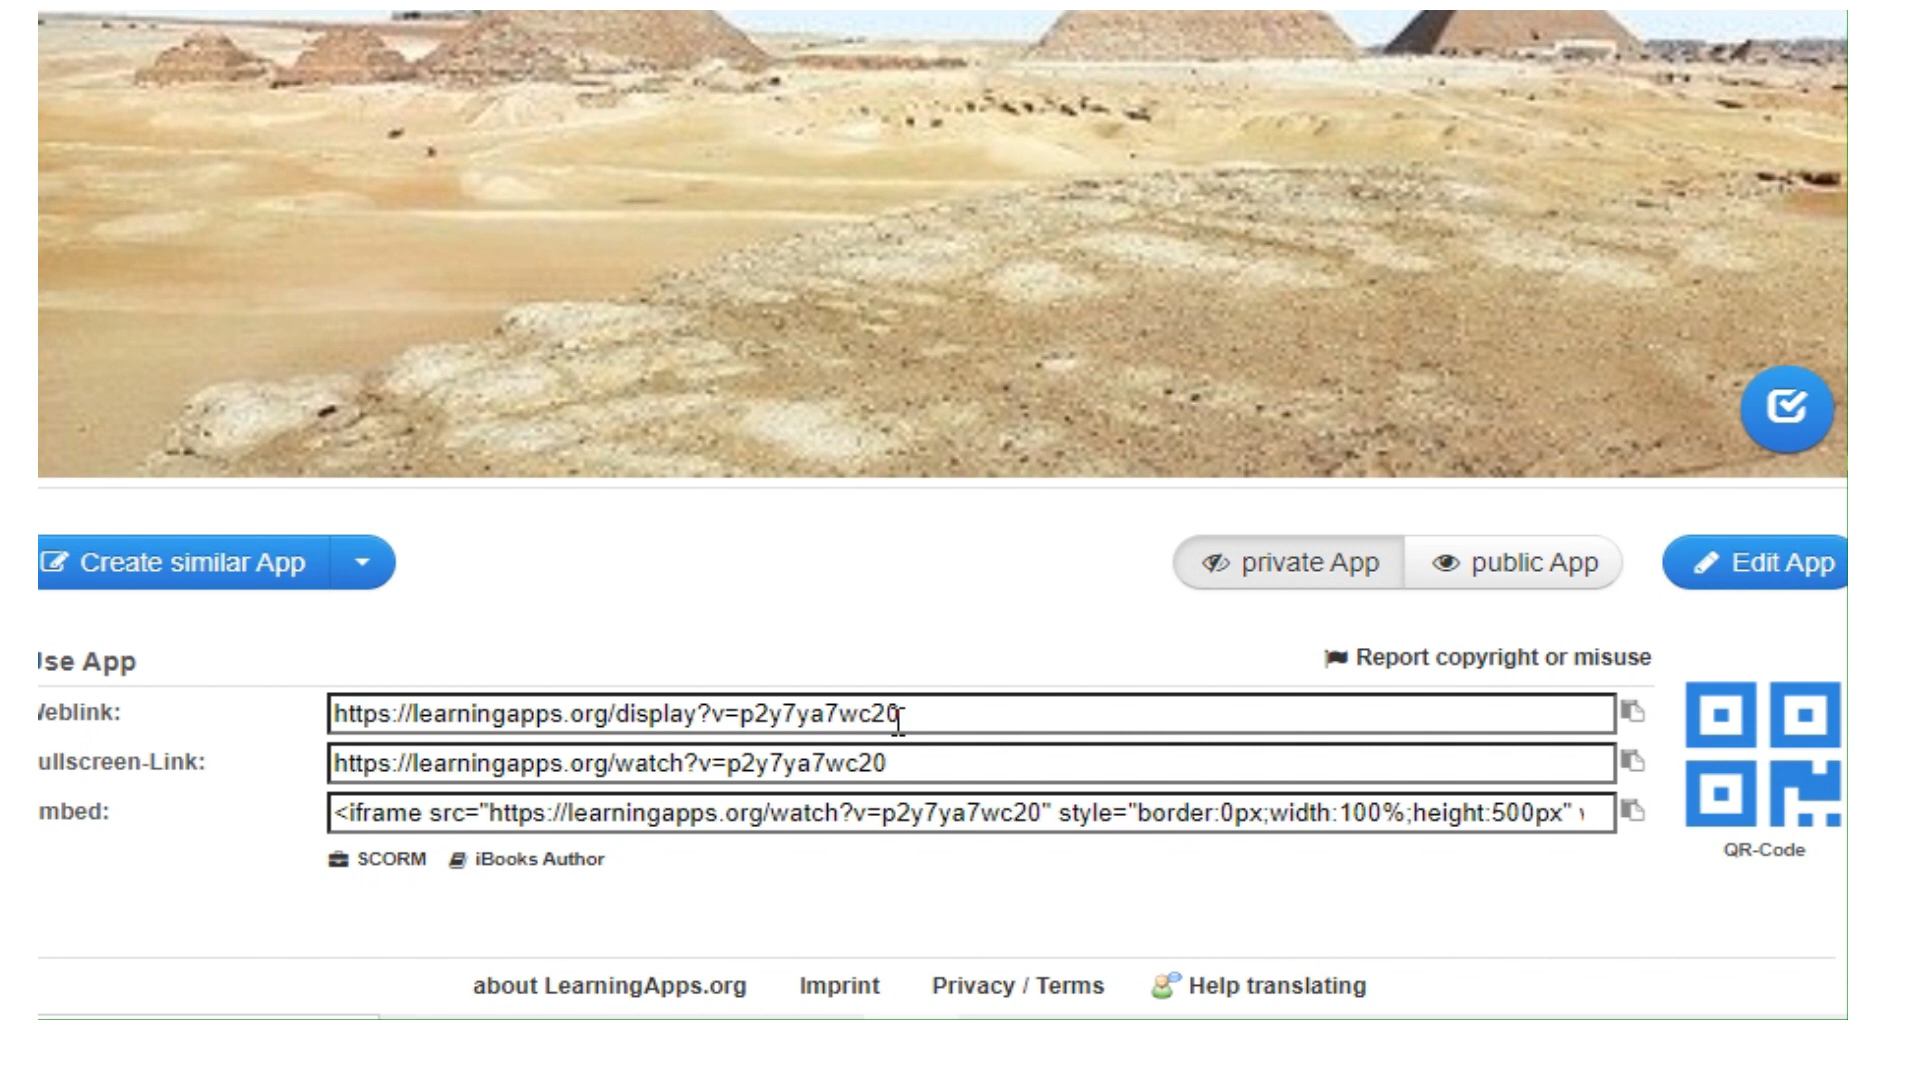 Create similar App
private App
public App
Edit App
se App
Report copyright or misuse
eblink:
https://learningapps.org/display?v=p2y7ya7wc20
ullscreen-Link:
https://learningapps.org/watch?v=p2y7ya7wc20
mbed:
<iframe src="https://learningapps.org/watch?v=p2y7ya7wc20" style="border:0px;width:100%;height:500px"
SCORM iBooks Author
QR-Code
about LearningApps.org Imprint Privacy / Terms Help translating